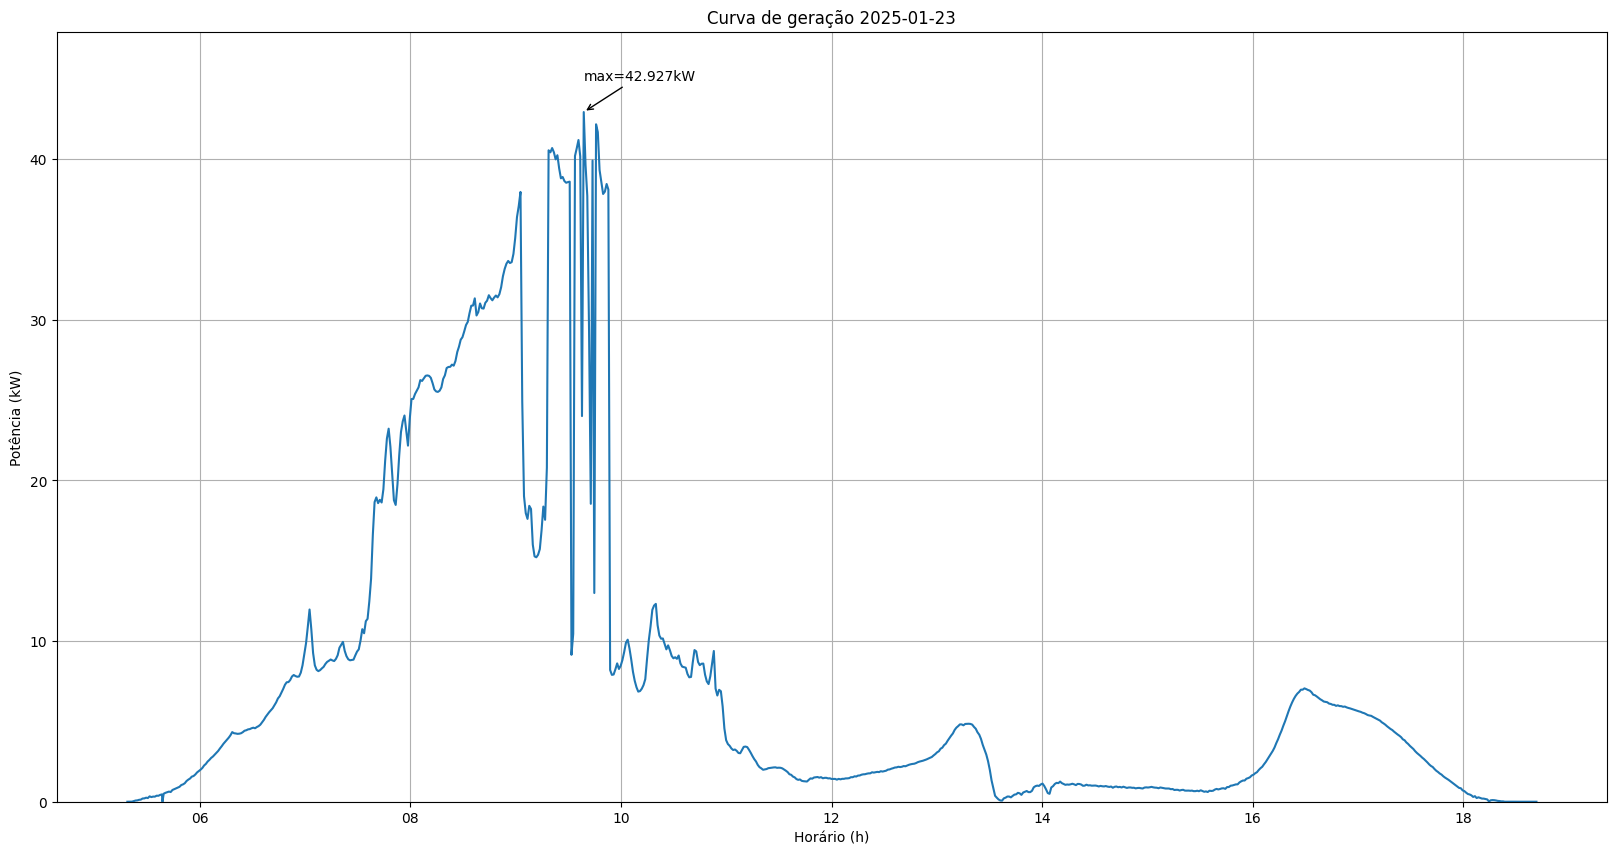 Curva de geração 2025-01-23
max=42.927kW
Potência (kW)
40
30
20
10
0
06 08 10 12 14 16 18
Horário (h)